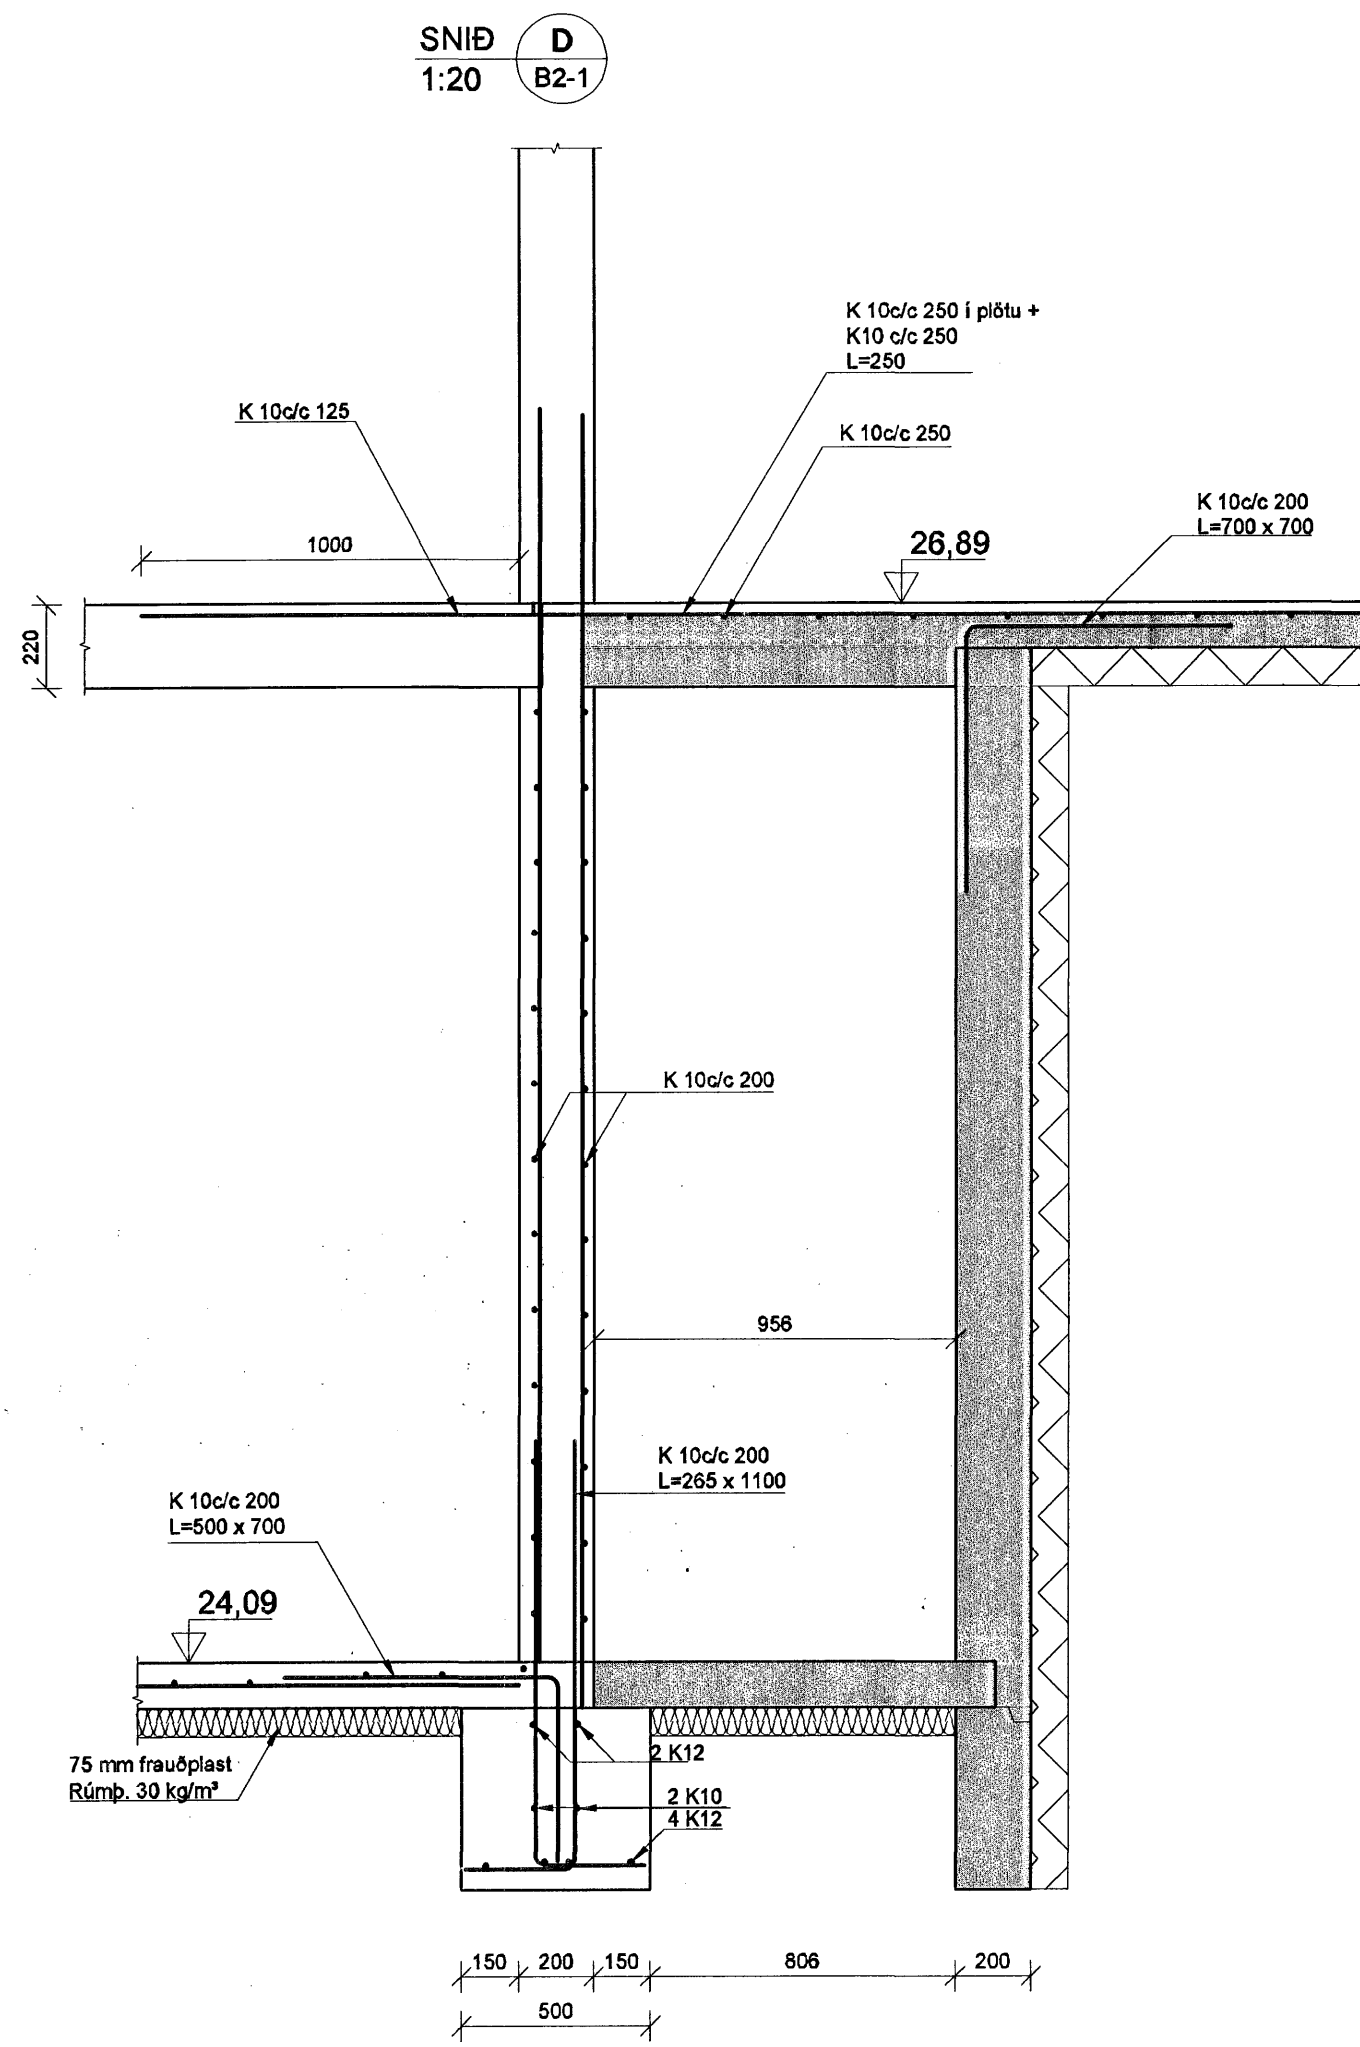 SNIÐ D
1:20 B2-1
K 10c/c 250 í plötu +
K10 c/c 250
L=250
K 10c/c 125
K 10c/c 250
K 10c/c 200
L=700 x 700
1000
26,89
220
K 10c/c 200
956
K 10c/c 200
L=265 x 1100
K 10c/c 200
L=500 x 700
24,09
75 mm frauðplast
Rúmþ. 30 kg/m³
2 K12
2 K10
4 K12
150 200 150 806 200
500